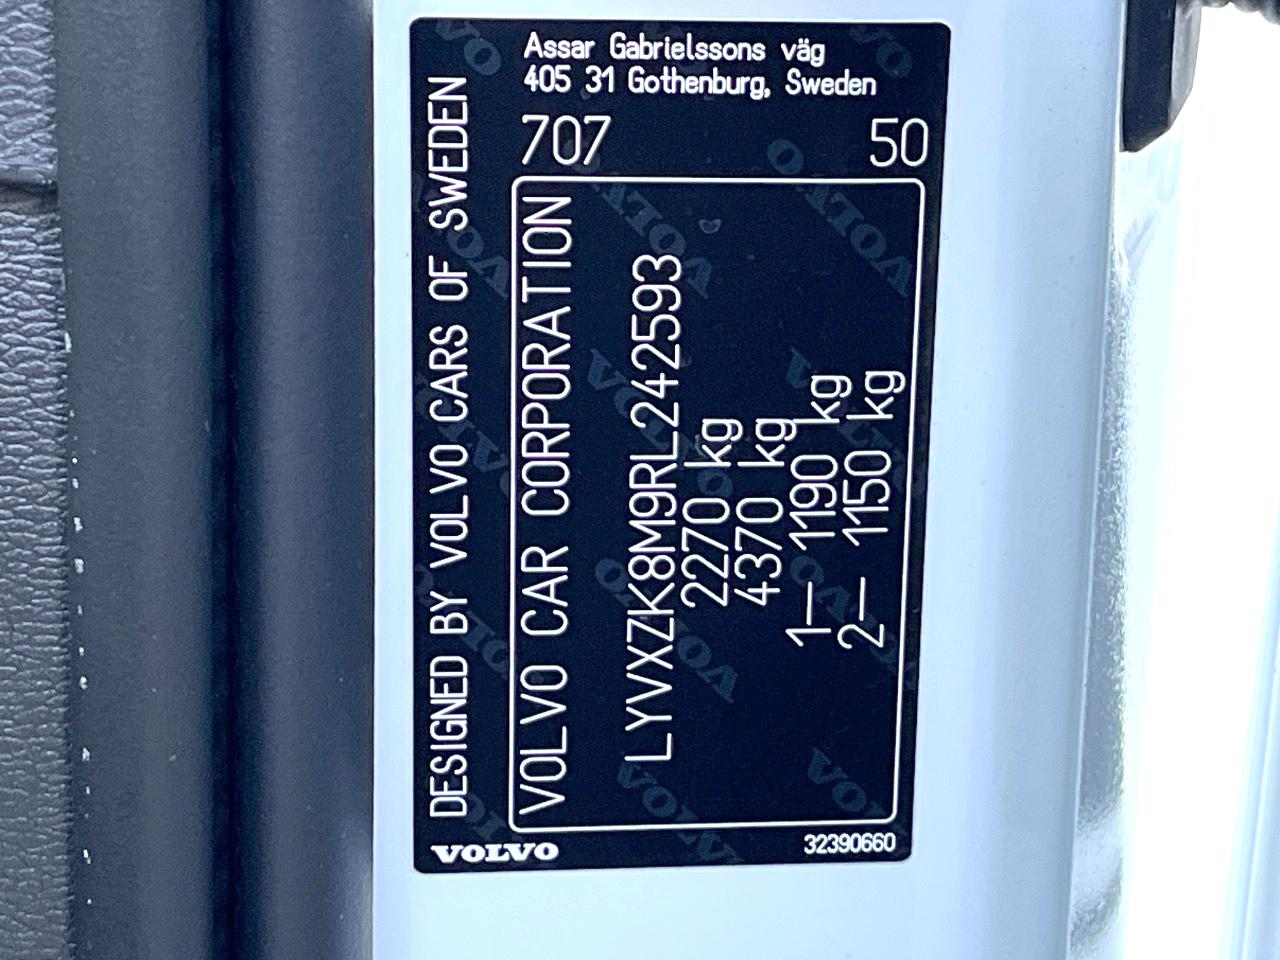 Assar Gabrielssons väg
405 31 Gothenburg, Sweden
707
50
DESIGNED BY VOLVO CARS OF SWEDEN
VOLVO CAR CORPORATION
LYVXZK8M9RL242593
2270 kg
4370 kg
1– 1190 kg
2– 1150 kg
VOLVO
32390660